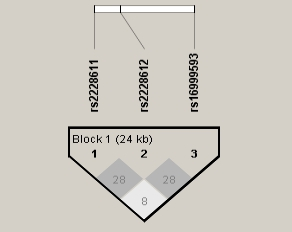 rs2228611
rs2228612
rs16999593
Block 1 (24 kb)
1 2 3
28 28
8